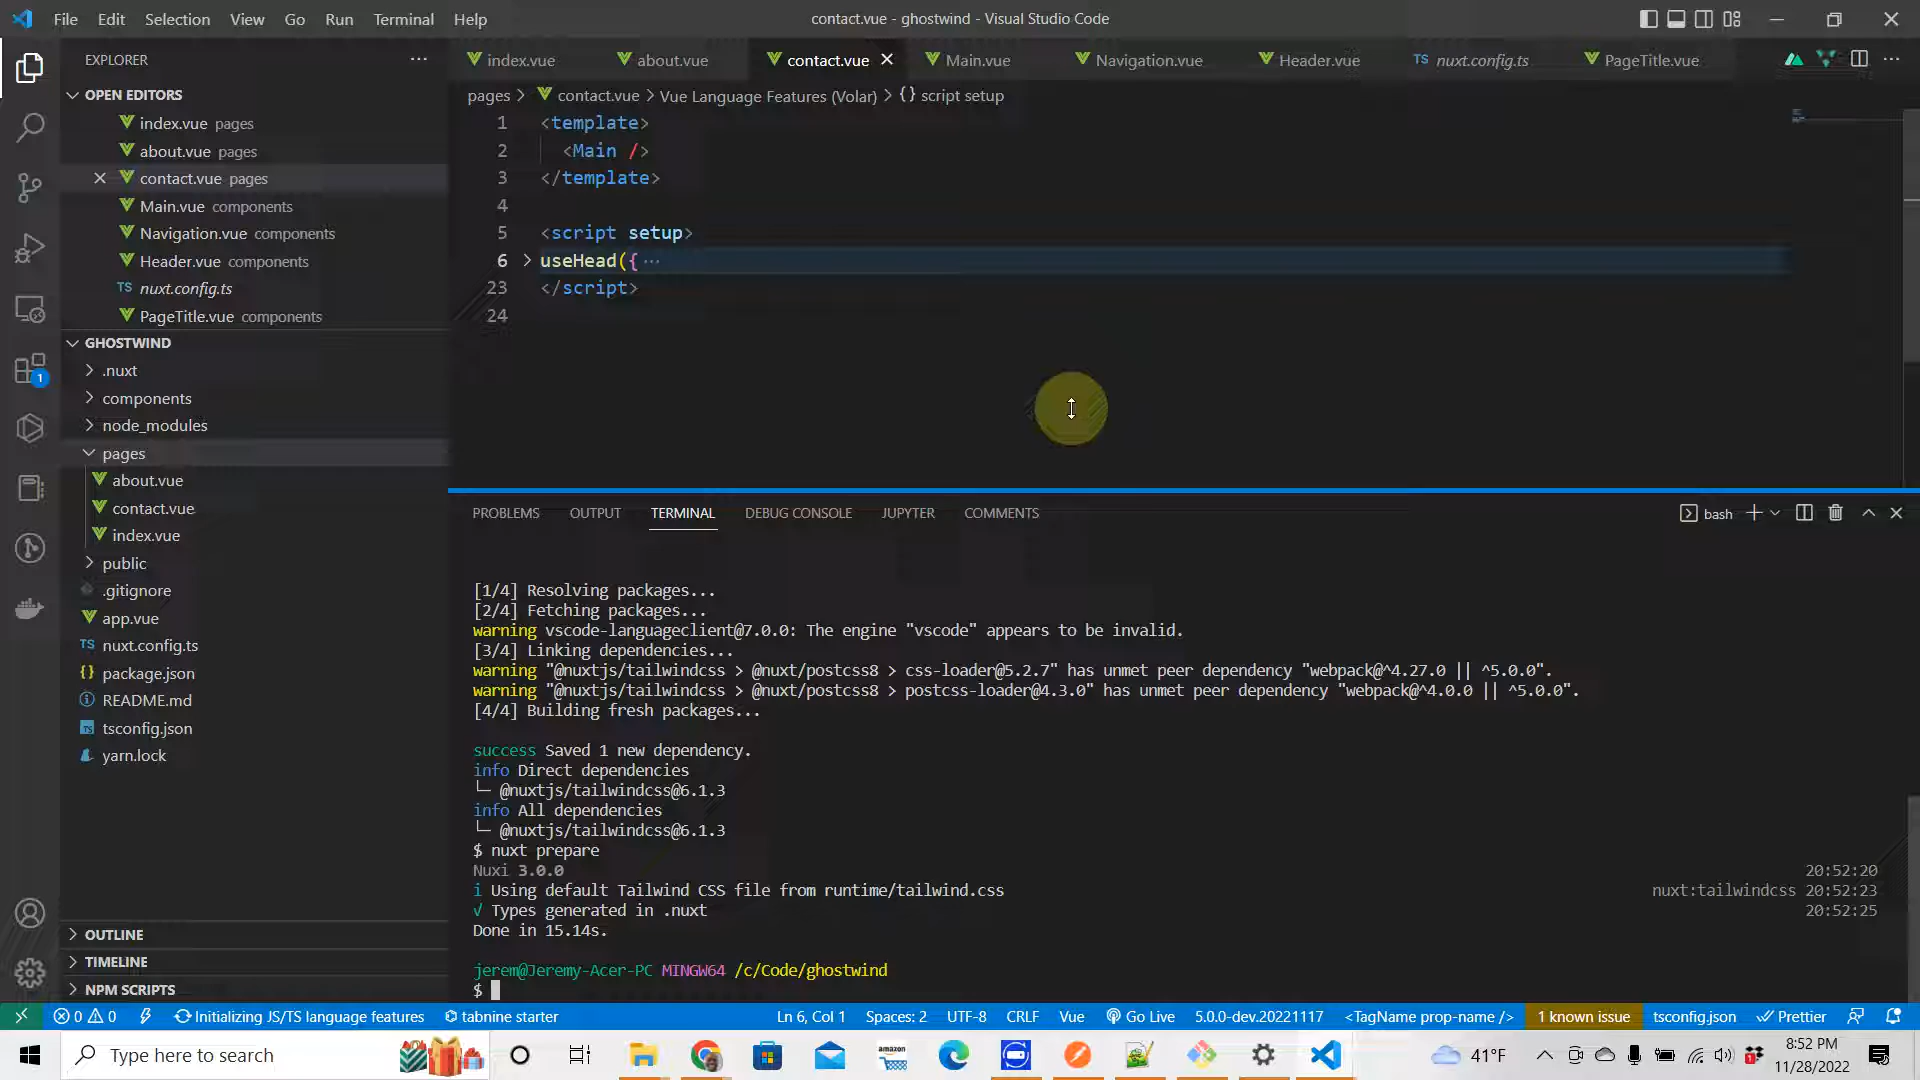 File Edit Selection View Go Run Terminal Help
contact.vue - ghostwind - Visual Studio Code
EXPLORER
OPEN EDITORS
index.vue pages
about.vue pages
contact.vue pages
Main.vue components
Navigation.vue components
Header.vue components
TS nuxt.config.ts
PageTitle.vue components
GHOSTWIND
.nuxt
components
node_modules
pages
about.vue
contact.vue
index.vue
public
.gitignore
app.vue
TS nuxt.config.ts
{} package.json
README.md
tsconfig.json
yarn.lock
OUTLINE
TIMELINE
NPM SCRIPTS
1
index.vue about.vue contact.vue Main.vue Navigation.vue Header.vue TS nuxt.config.ts PageTitle.vue
pages > contact.vue > Vue Language Features (Volar) > {} script setup
1 <template>
2 <Main />
3 </template>
4
5 <script setup>
6 useHead({ ···
23 </script>
24
PROBLEMS OUTPUT TERMINAL DEBUG CONSOLE JUPYTER COMMENTS
bash
[1/4] Resolving packages...
[2/4] Fetching packages...
warning vscode-languageclient@7.0.0: The engine "vscode" appears to be invalid.
[3/4] Linking dependencies...
warning "@nuxtjs/tailwindcss > @nuxt/postcss8 > css-loader@5.2.7" has unmet peer dependency "webpack@^4.27.0 || ^5.0.0".
warning "@nuxtjs/tailwindcss > @nuxt/postcss8 > postcss-loader@4.3.0" has unmet peer dependency "webpack@^4.0.0 || ^5.0.0".
[4/4] Building fresh packages...
success Saved 1 new dependency.
info Direct dependencies
└─ @nuxtjs/tailwindcss@6.1.3
info All dependencies
└─ @nuxtjs/tailwindcss@6.1.3
$ nuxt prepare
Nuxi 3.0.0 20:52:20
i Using default Tailwind CSS file from runtime/tailwind.css nuxt:tailwindcss 20:52:23
√ Types generated in .nuxt 20:52:25
Done in 15.14s.
jerem@Jeremy-Acer-PC MINGW64 /c/Code/ghostwind
$
0 0 Initializing JS/TS language features tabnine starter Ln 6, Col 1 Spaces: 2 UTF-8 CRLF Vue Go Live 5.0.0-dev.20221117 <TagName prop-name /> 1 known issue tsconfig.json Prettier
Type here to search
amazon
41°F
8:52 PM
11/28/2022